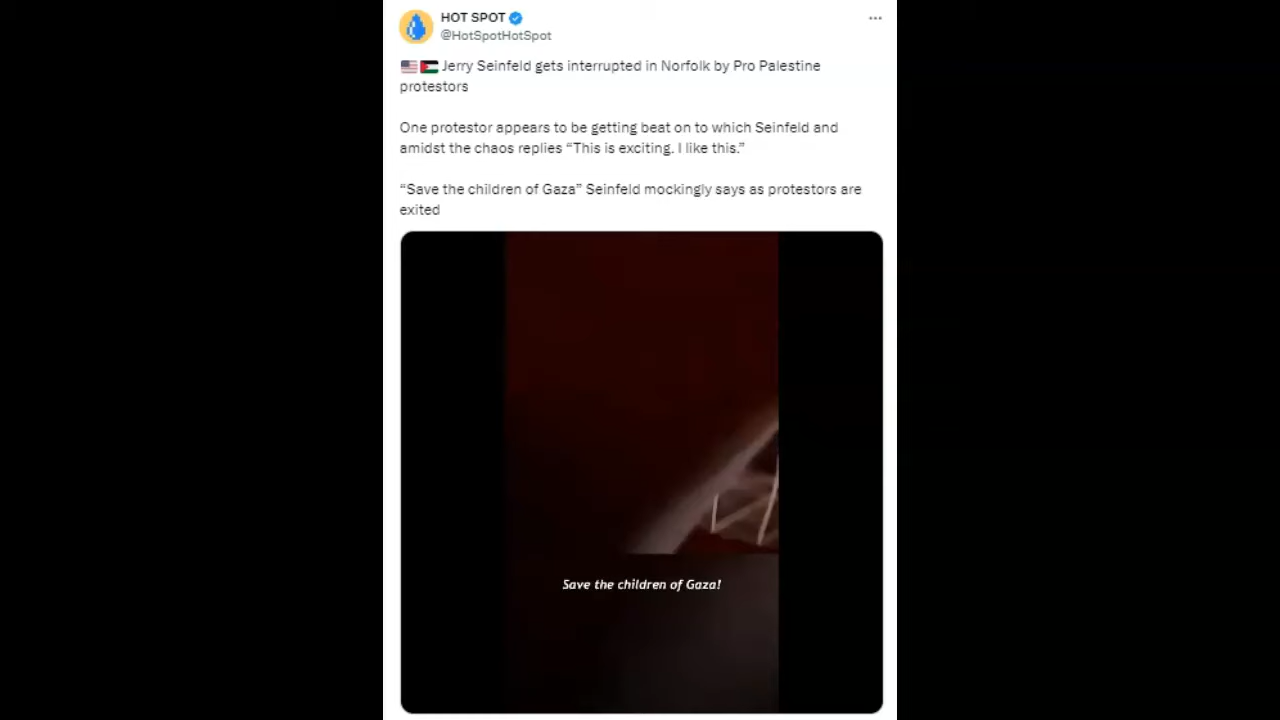 HOT SPOT
@HotSpotHotSpot
🇺🇸🇵🇸 Jerry Seinfeld gets interrupted in Norfolk by Pro Palestine
protestors
One protestor appears to be getting beat on to which Seinfeld and
amidst the chaos replies “This is exciting. I like this.”
“Save the children of Gaza” Seinfeld mockingly says as protestors are
exited
Save the children of Gaza!